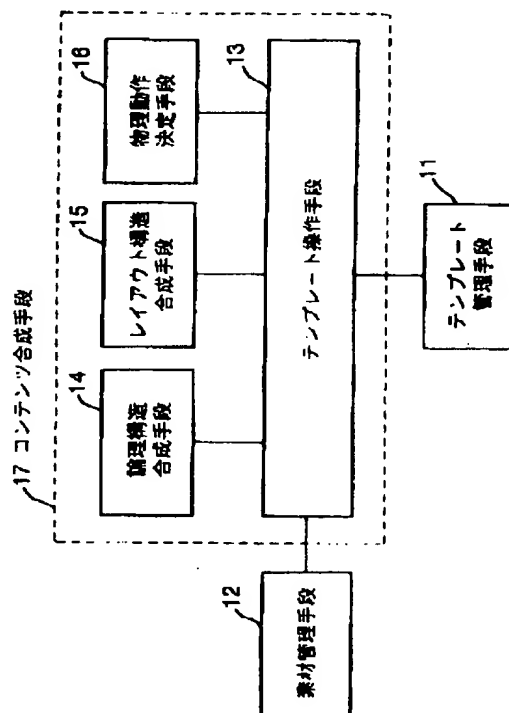 17 コンテンツ合成手段
14
論理構造
合成手段
15
レイアウト構造
合成手段
16
物理動作
決定手段
13
テンプレート操作手段
12
素材管理手段
11
テンプレート
管理手段